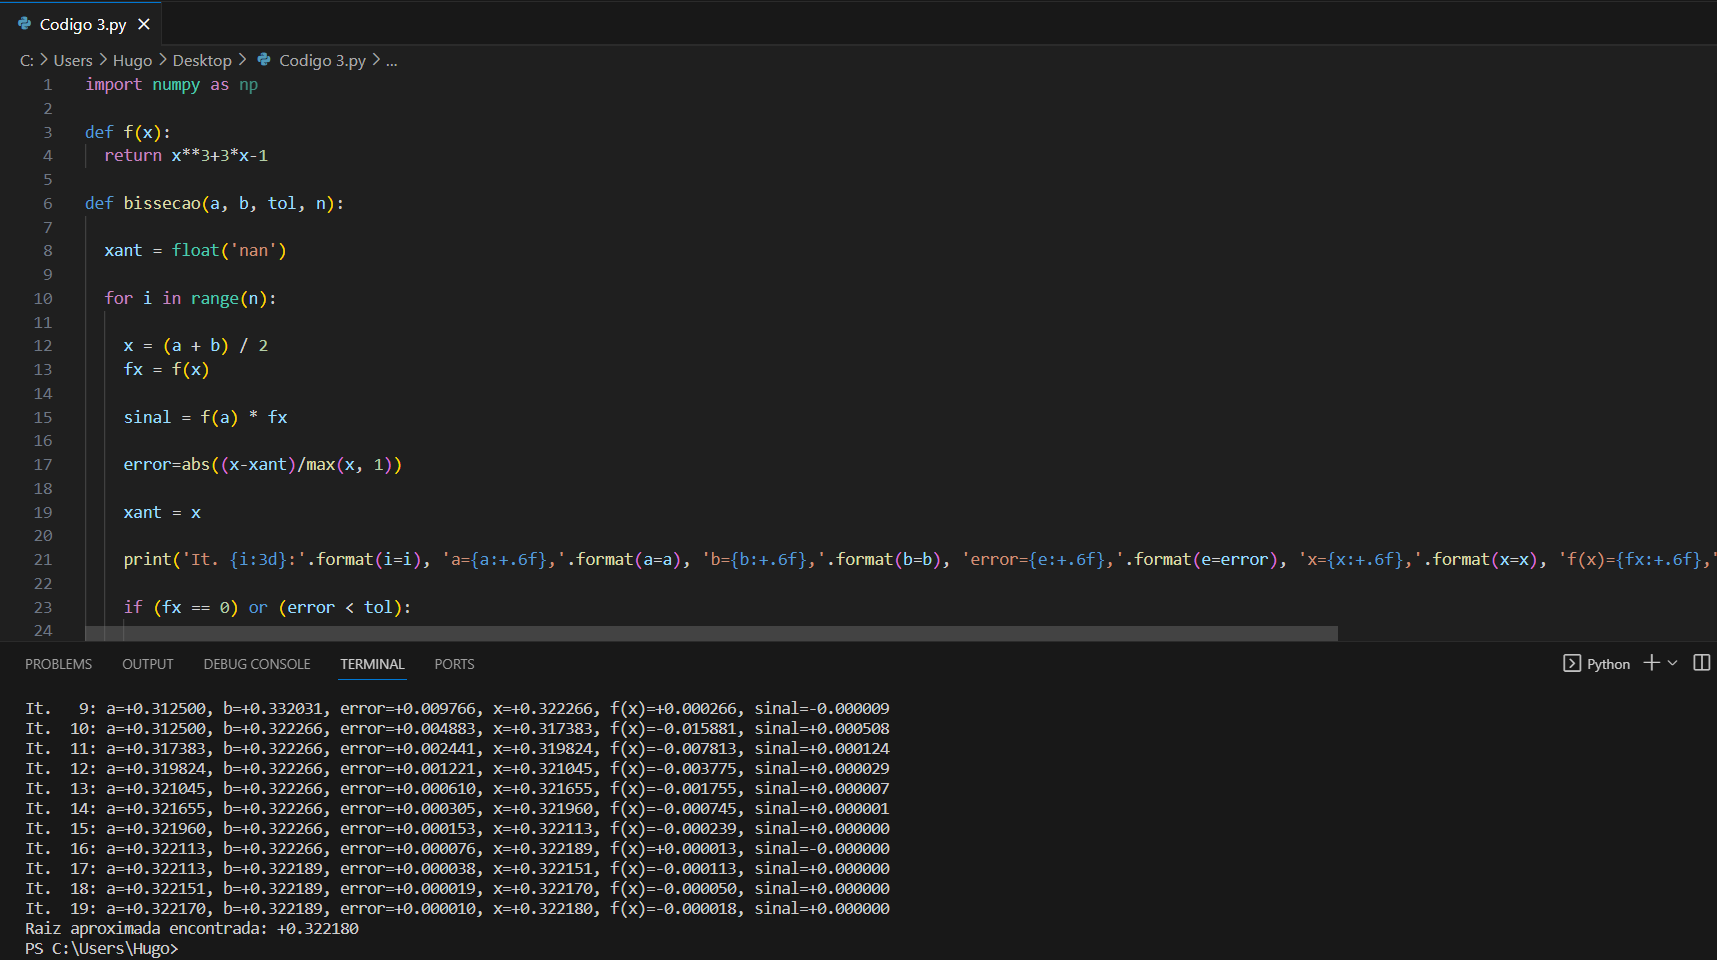 Codigo 3.py
C: > Users > Hugo > Desktop > Codigo 3.py > ...
1 import numpy as np
2
3 def f(x):
4   return x**3+3*x-1
5
6 def bissecao(a, b, tol, n):
7
8   xant = float('nan')
9
10   for i in range(n):
11
12     x = (a + b) / 2
13     fx = f(x)
14
15     sinal = f(a) * fx
16
17     error=abs((x-xant)/max(x, 1))
18
19     xant = x
20
21     print('It. {i:3d}:'.format(i=i), 'a={a:+.6f},'.format(a=a), 'b={b:+.6f},'.format(b=b), 'error={e:+.6f},'.format(e=error), 'x={x:+.6f},'.format(x=x), 'f(x)={fx:+.6f},'
22
23     if (fx == 0) or (error < tol):
24
PROBLEMS OUTPUT DEBUG CONSOLE TERMINAL PORTS Python
It.   9: a=+0.312500, b=+0.332031, error=+0.009766, x=+0.322266, f(x)=+0.000266, sinal=-0.000009
It.  10: a=+0.312500, b=+0.322266, error=+0.004883, x=+0.317383, f(x)=-0.015881, sinal=+0.000508
It.  11: a=+0.317383, b=+0.322266, error=+0.002441, x=+0.319824, f(x)=-0.007813, sinal=+0.000124
It.  12: a=+0.319824, b=+0.322266, error=+0.001221, x=+0.321045, f(x)=-0.003775, sinal=+0.000029
It.  13: a=+0.321045, b=+0.322266, error=+0.000610, x=+0.321655, f(x)=-0.001755, sinal=+0.000007
It.  14: a=+0.321655, b=+0.322266, error=+0.000305, x=+0.321960, f(x)=-0.000745, sinal=+0.000001
It.  15: a=+0.321960, b=+0.322266, error=+0.000153, x=+0.322113, f(x)=-0.000239, sinal=+0.000000
It.  16: a=+0.322113, b=+0.322266, error=+0.000076, x=+0.322189, f(x)=+0.000013, sinal=-0.000000
It.  17: a=+0.322113, b=+0.322189, error=+0.000038, x=+0.322151, f(x)=-0.000113, sinal=+0.000000
It.  18: a=+0.322151, b=+0.322189, error=+0.000019, x=+0.322170, f(x)=-0.000050, sinal=+0.000000
It.  19: a=+0.322170, b=+0.322189, error=+0.000010, x=+0.322180, f(x)=-0.000018, sinal=+0.000000
Raiz aproximada encontrada: +0.322180
PS C:\Users\Hugo>